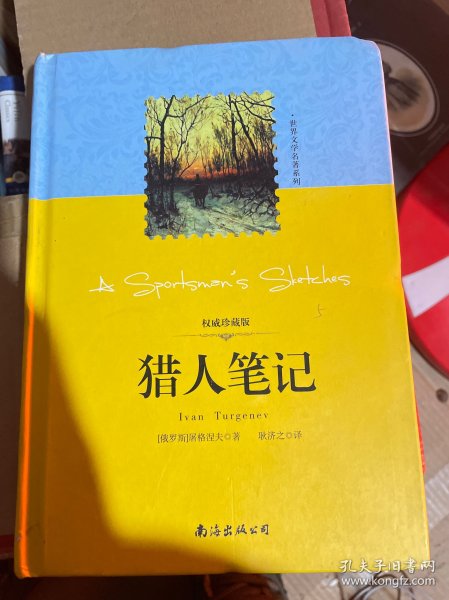 ·世界文学名著系列
A Sportsman's Sketches
5
权威珍藏版
猎人笔记
Ivan Turgenev
[俄罗斯]屠格涅夫◎著 耿济之◎译
南海出版公司
孔夫子旧书网
www.kongfz.com